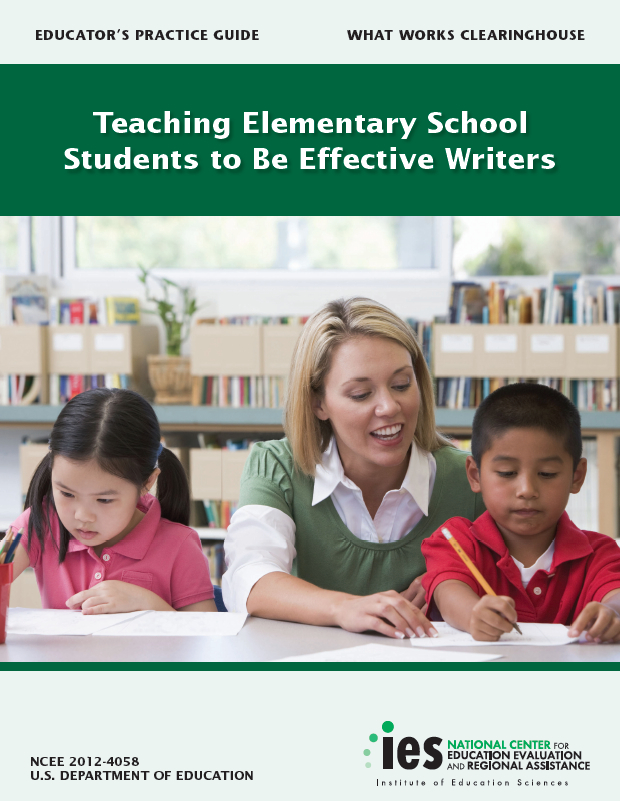 EDUCATOR’S PRACTICE GUIDE
WHAT WORKS CLEARINGHOUSE
Teaching Elementary School
Students to Be Effective Writers
NCEE 2012-4058
U.S. DEPARTMENT OF EDUCATION
ies
NATIONAL CENTER FOR
EDUCATION EVALUATION
AND REGIONAL ASSISTANCE
Institute of Education Sciences